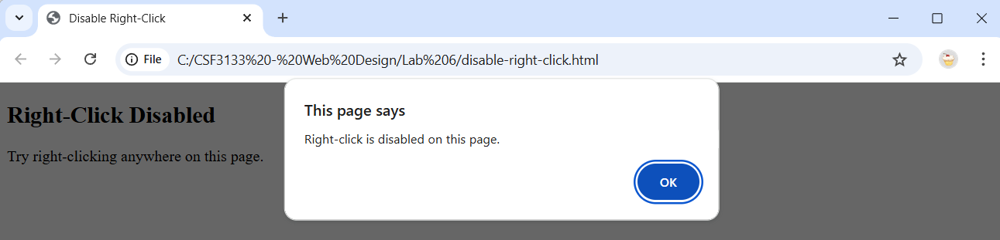 Disable Right-Click
File
C:/CSF3133%20-%20Web%20Design/Lab%206/disable-right-click.html
This page says
Right-click is disabled on this page.
OK
Right-Click Disabled
Try right-clicking anywhere on this page.